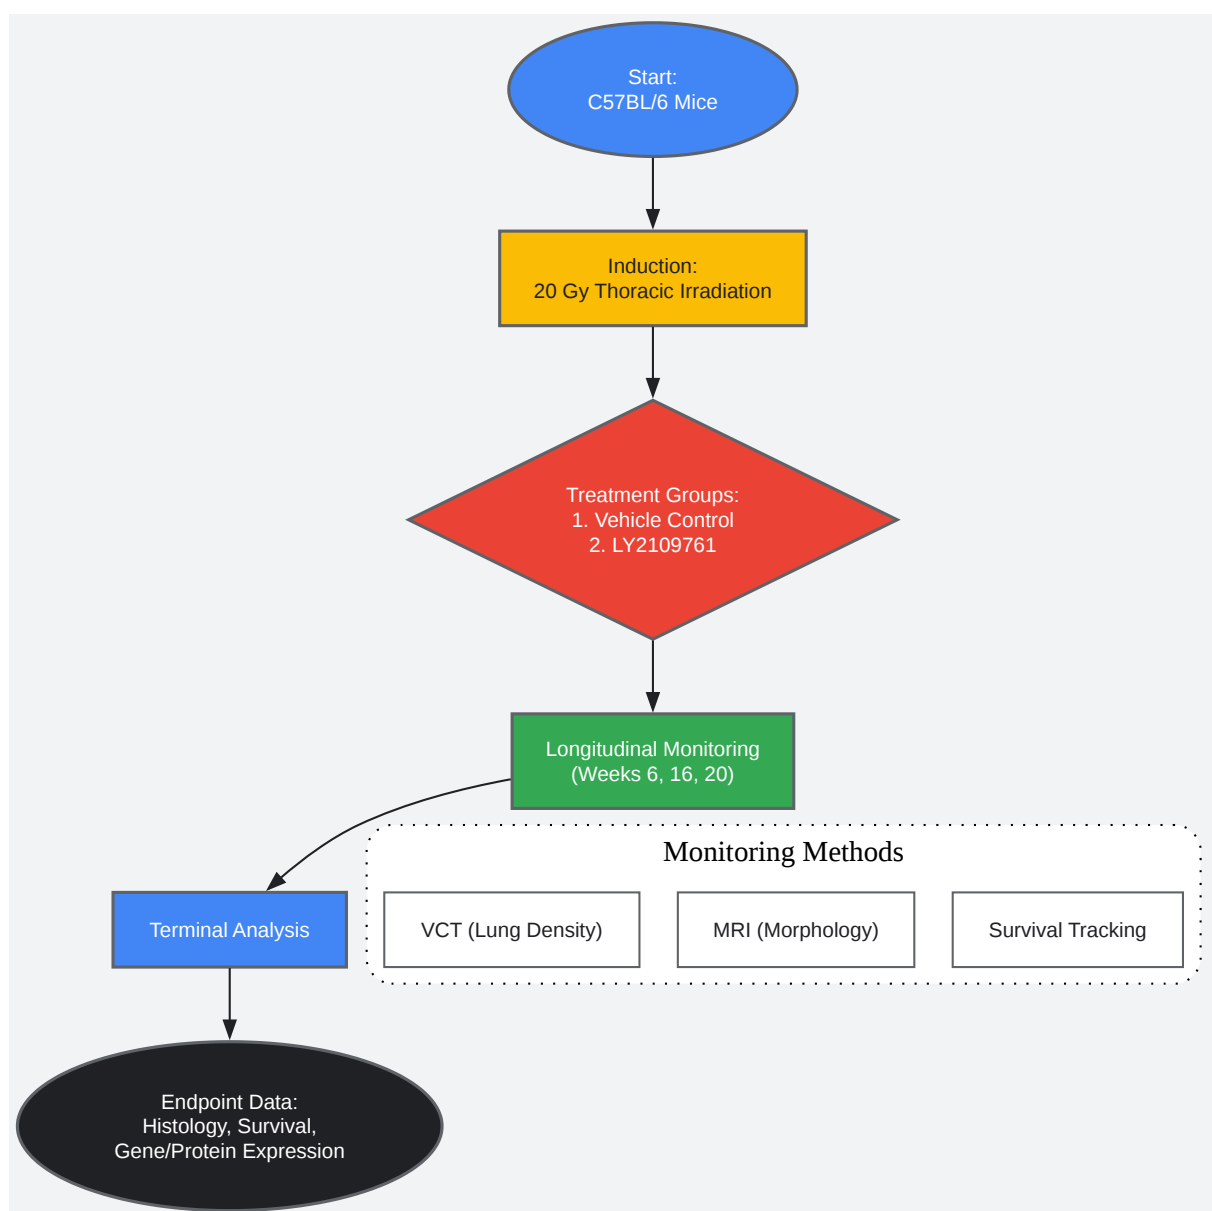 Start:
C57BL/6 Mice
Induction:
20 Gy Thoracic Irradiation
Treatment Groups:
1. Vehicle Control
2. LY2109761
Longitudinal Monitoring
(Weeks 6, 16, 20)
Monitoring Methods
Terminal Analysis
VCT (Lung Density)
MRI (Morphology)
Survival Tracking
Endpoint Data:
Histology, Survival,
Gene/Protein Expression